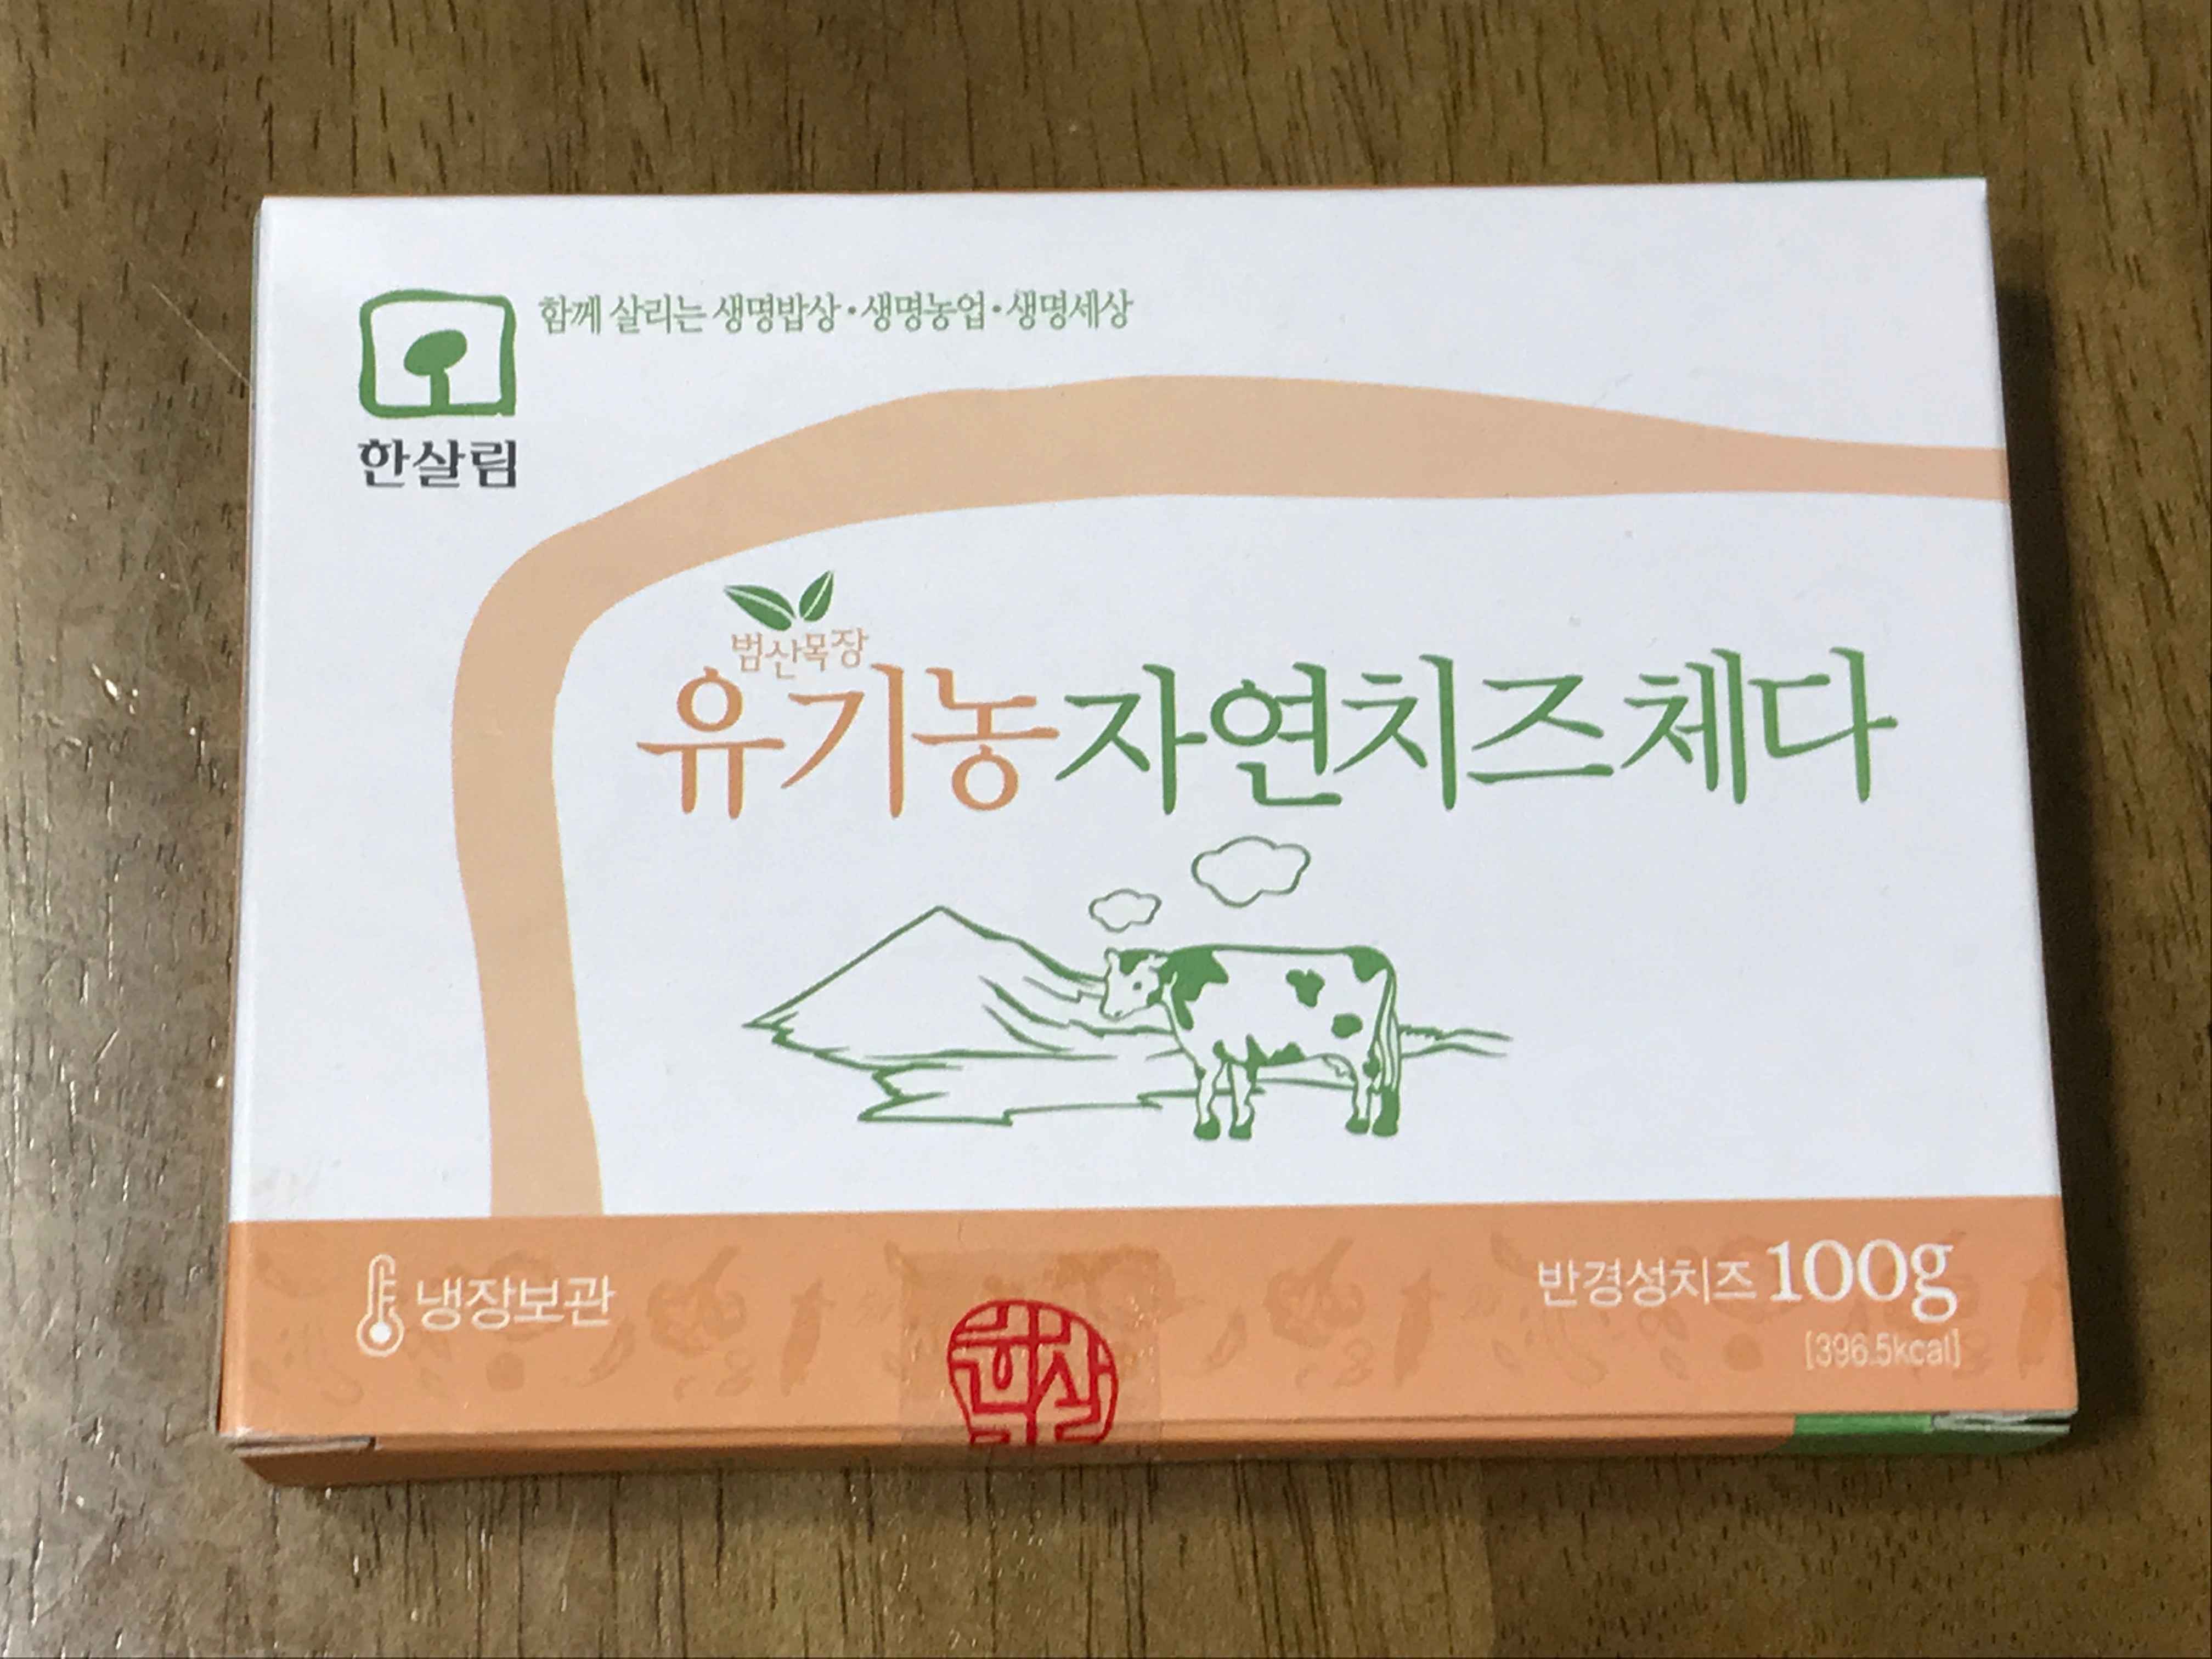 함께 살리는 생명밥상·생명농업·생명세상
한살림
범산목장
유기농 자연치즈 체다
냉장보관
반경성치즈 100g
[396.5kcal]
한살